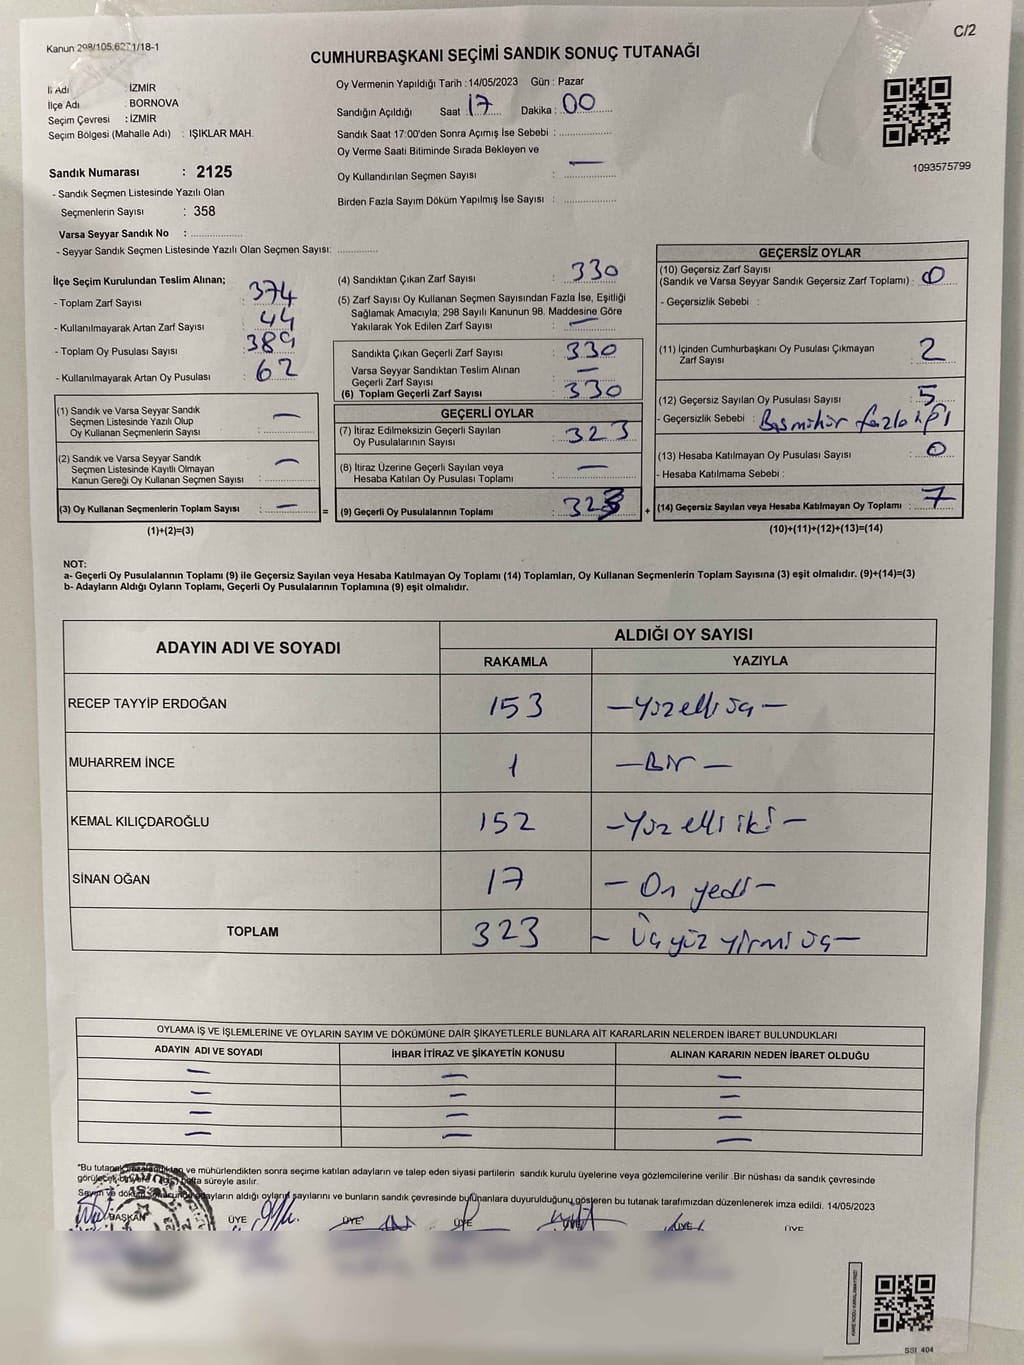 Kanun 298/105,6271/18-1
C/2
CUMHURBAŞKANI SEÇİMİ SANDIK SONUÇ TUTANAĞI
İl Adı : İZMİR
İlçe Adı : BORNOVA
Seçim Çevresi : İZMİR
Seçim Bölgesi (Mahalle Adı) : IŞIKLAR MAH.
Sandık Numarası : 2125
- Sandık Seçmen Listesinde Yazılı Olan
Seçmenlerin Sayısı : 358
Varsa Seyyar Sandık No : ................
- Seyyar Sandık Seçmen Listesinde Yazılı Olan Seçmen Sayısı: ............
Oy Vermenin Yapıldığı Tarih : 14/05/2023 Gün : Pazar
Sandığın Açıldığı Saat 17 Dakika : 00
Sandık Saat 17:00'den Sonra Açımış İse Sebebi : ................
Oy Verme Saati Bitiminde Sırada Bekleyen ve
Oy Kullandırılan Seçmen Sayısı : —
Birden Fazla Sayım Döküm Yapılmış İse Sayısı : ................
1093575799
İlçe Seçim Kurulundan Teslim Alınan;
- Toplam Zarf Sayısı : 374
- Kullanılmayarak Artan Zarf Sayısı : 44
- Toplam Oy Pusulası Sayısı : 389
- Kullanılmayarak Artan Oy Pusulası : 62
(1) Sandık ve Varsa Seyyar Sandık
Seçmen Listesinde Yazılı Olup
Oy Kullanan Seçmenlerin Sayısı : —
(2) Sandık ve Varsa Seyyar Sandık
Seçmen Listesinde Kayıtlı Olmayan
Kanun Gereği Oy Kullanan Seçmen Sayısı : —
(3) Oy Kullanan Seçmenlerin Toplam Sayısı : — =
(1)+(2)=(3)
(4) Sandıktan Çıkan Zarf Sayısı : 330
(5) Zarf Sayısı Oy Kullanan Seçmen Sayısından Fazla İse, Eşitliği
Sağlamak Amacıyla; 298 Sayılı Kanunun 98. Maddesine Göre
Yakılarak Yok Edilen Zarf Sayısı : —
Sandıkta Çıkan Geçerli Zarf Sayısı : 330
Varsa Seyyar Sandıktan Teslim Alınan
Geçerli Zarf Sayısı : —
(6) Toplam Geçerli Zarf Sayısı : 330
GEÇERLİ OYLAR
(7) İtiraz Edilmeksizin Geçerli Sayılan
Oy Pusulalarının Sayısı : 323
(8) İtiraz Üzerine Geçerli Sayılan veya
Hesaba Katılan Oy Pusulası Toplamı : —
(9) Geçerli Oy Pusulalarının Toplamı : 323 +
GEÇERSİZ OYLAR
(10) Geçersiz Zarf Sayısı
(Sandık ve Varsa Seyyar Sandık Geçersiz Zarf Toplamı) : 0
- Geçersizlik Sebebi :
(11) İçinden Cumhurbaşkanı Oy Pusulası Çıkmayan
Zarf Sayısı : 2
(12) Geçersiz Sayılan Oy Pusulası Sayısı : 5
- Geçersizlik Sebebi :
(13) Hesaba Katılmayan Oy Pusulası Sayısı : 0
- Hesaba Katılmama Sebebi :
(14) Geçersiz Sayılan veya Hesaba Katılmayan Oy Toplamı : 7
(10)+(11)+(12)+(13)=(14)
NOT:
a- Geçerli Oy Pusulalarının Toplamı (9) ile Geçersiz Sayılan veya Hesaba Katılmayan Oy Toplamı (14) Toplamları, Oy Kullanan Seçmenlerin Toplam Sayısına (3) eşit olmalıdır. (9)+(14)=(3)
b- Adayların Aldığı Oyların Toplamı, Geçerli Oy Pusulalarının Toplamına (9) eşit olmalıdır.
ADAYIN ADI VE SOYADI
ALDIĞI OY SAYISI
RAKAMLA YAZIYLA
RECEP TAYYİP ERDOĞAN 153 —Yüzelli üç—
MUHARREM İNCE 1 —Bir—
KEMAL KILIÇDAROĞLU 152 —Yüz elli iki—
SİNAN OĞAN 17 —On yedi—
TOPLAM 323 — Üç yüz yirmi üç—
OYLAMA İŞ VE İŞLEMLERİNE VE OYLARIN SAYIM VE DÖKÜMÜNE DAİR ŞİKAYETLERLE BUNLARA AİT KARARLARIN NELERDEN İBARET BULUNDUKLARI
ADAYIN ADI VE SOYADI İHBAR İTİRAZ VE ŞİKAYETİN KONUSU ALINAN KARARIN NEDEN İBARET OLDUĞU
— — —
— — —
— — —
— — —
"Bu tutanak ve mühürlendikten sonra seçime katılan adayların ve talep eden siyasi partilerin sandık kurulu üyelerine veya gözlemcilerine verilir .Bir nüshası da sandık çevresinde
hafta süreyle asılır.
Sayım ve döküm adayların aldığı oyların sayılarını ve bunların sandık çevresinde bulunanlara duyurulduğunu gösteren bu tutanak tarafımızdan düzenlenerek imza edildi. 14/05/2023
BAŞKAN ÜYE ÜYE ÜYE ÜYE ÜYE
SSI 404